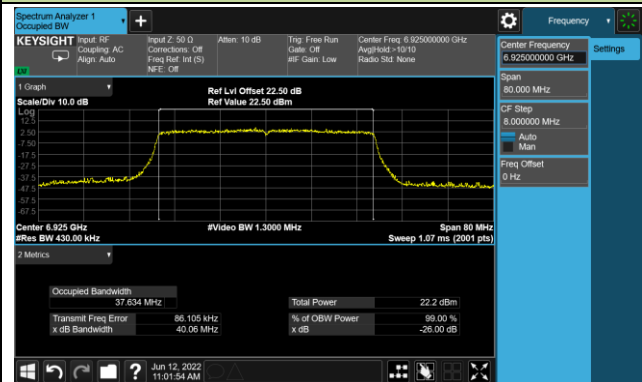 Spectrum Analyzer 1
Occupied BW
Frequency
KEYSIGHT
Input: RF
Coupling: AC
Align: Auto
Input Z: 50 Ω
Corrections: Off
Freq Ref: Int (S)
NFE: Off
Atten: 10 dB
Trig: Free Run
Gate: Off
#IF Gain: Low
Center Freq: 6.925000000 GHz
Avg|Hold:>10/10
Radio Std: None
Center Frequency
6.925000000 GHz
Settings
Span
80.000 MHz
CF Step
8.000000 MHz
Auto
Man
Freq Offset
0 Hz
1 Graph
Scale/Div 10.0 dB
Ref Lvl Offset 22.50 dB
Ref Value 22.50 dBm
Log
12.5
2.50
-7.50
-17.5
-27.5
-37.5
-47.5
-57.5
-67.5
Center 6.925 GHz
#Video BW 1.3000 MHz
Span 80 MHz
#Res BW 430.00 kHz
Sweep 1.07 ms (2001 pts)
2 Metrics
Occupied Bandwidth
37.634 MHz
Total Power
22.2 dBm
Transmit Freq Error
86.105 kHz
% of OBW Power
99.00 %
x dB Bandwidth
40.06 MHz
x dB
-26.00 dB
Jun 12, 2022
11:01:54 AM